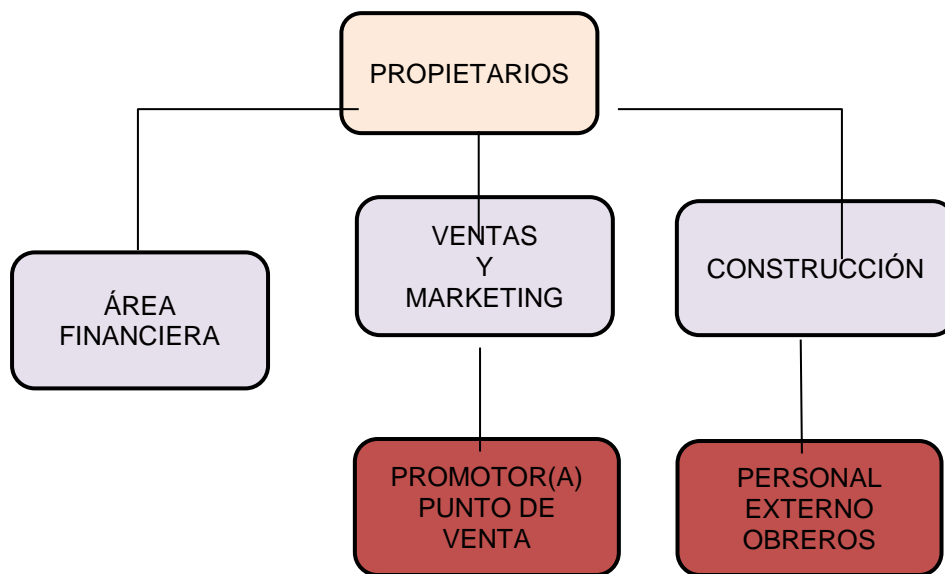 PROPIETARIOS
VENTAS
Y
MARKETING
CONSTRUCCIÓN
ÁREA
FINANCIERA
PROMOTOR(A)
PUNTO DE
VENTA
PERSONAL
EXTERNO
OBREROS